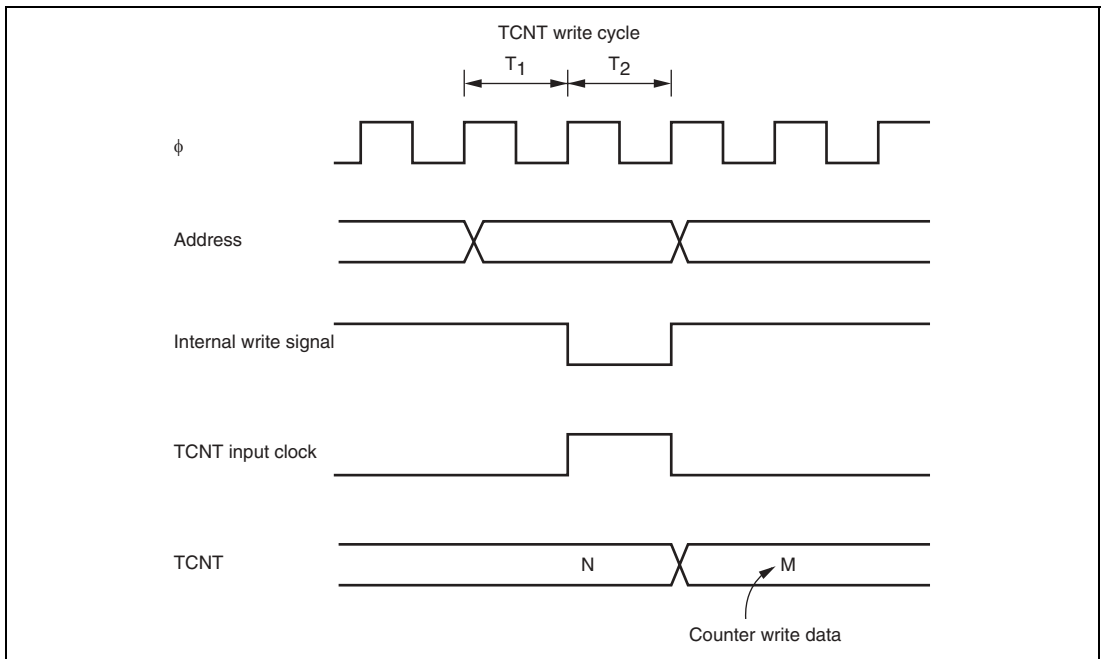 TCNT write cycle
T1 T2
ϕ
Address
Internal write signal
TCNT input clock
TCNT
N
M
Counter write data